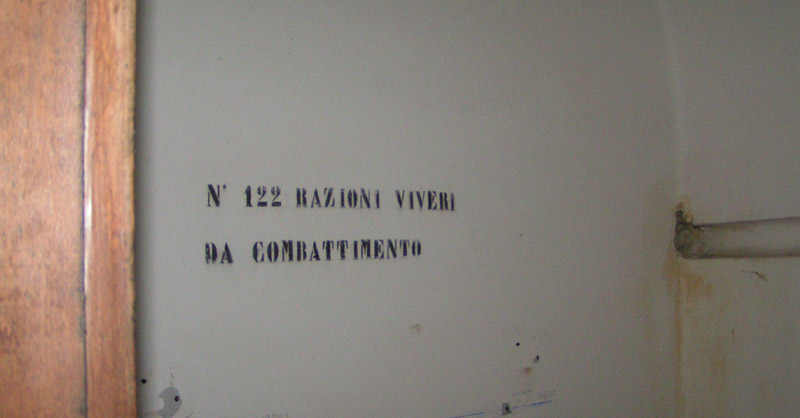 N° 122 RAZIONI VIVERI
DA COMBATTIMENTO